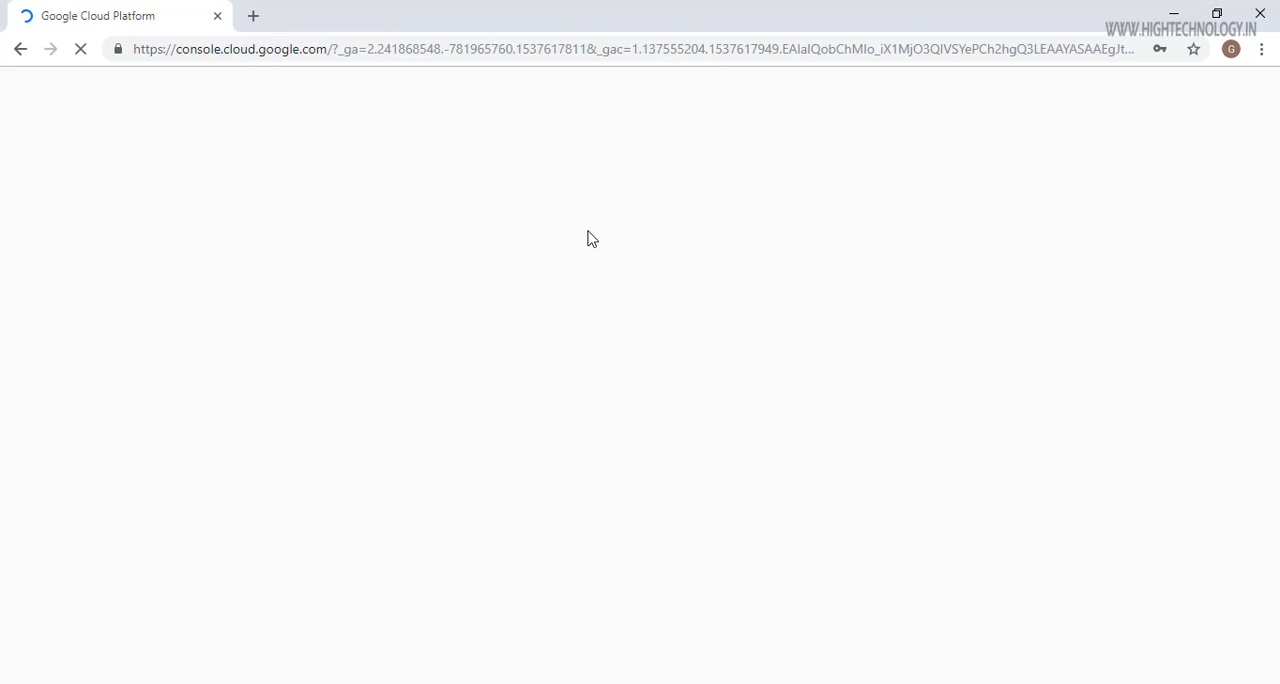 Google Cloud Platform
WWW.HIGHTECHNOLOGY.IN
https://console.cloud.google.com/?_ga=2.241868548.-781965760.1537617811&_gac=1.137555204.1537617949.EAIaIQobChMIo_iX1MjO3QIVSYePCh2hgQ3LEAAYASAAEgJt...
G